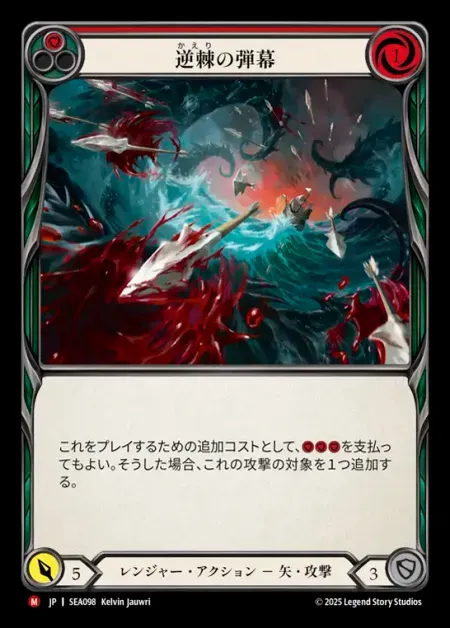 かえり
逆棘の弾幕
1
これをプレイするための追加コストとして、を支払っ
てもよい。そうした場合、これの攻撃の対象を1つ追加す
る。
5
レンジャー・アクション － 矢・攻撃
3
M JP | SEA098 Kelvin Jauwri
© 2025 Legend Story Studios